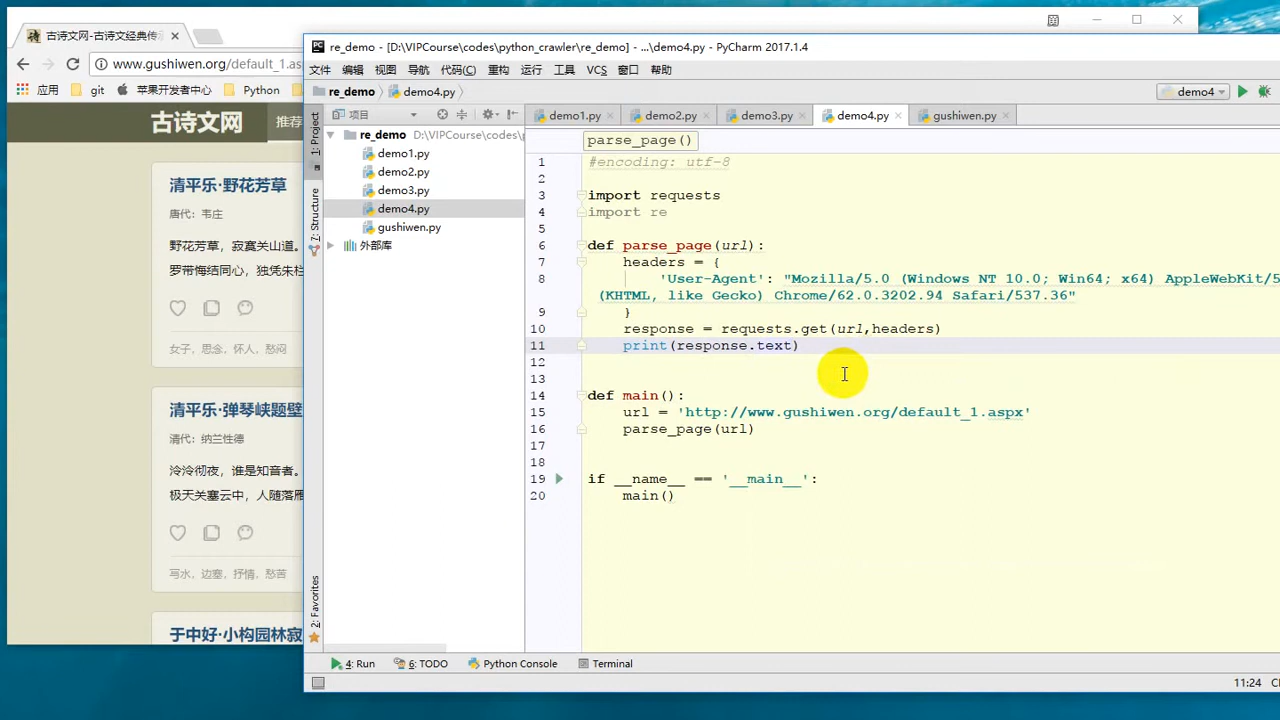 古诗文网-古诗文经典传
www.gushiwen.org/default_1.as
应用 git 苹果开发者中心 Python
古诗文网 推荐
清平乐·野花芳草
唐代：韦庄
野花芳草，寂寞关山道。
罗带悔结同心，独凭朱栏
女子，思念，怀人，愁闷
清平乐·弹琴峡题壁
清代：纳兰性德
泠泠彻夜，谁是知音者。
极天关塞云中，人随落雁
写水，边塞，抒情，愁苦
于中好·小构园林寂
re_demo - [D:\VIPCourse\codes\python_crawler\re_demo] - ...\demo4.py - PyCharm 2017.1.4
文件 编辑 视图 导航 代码(C) 重构 运行 工具 VCS 窗口 帮助
re_demo demo4.py demo4
项目
demo1.py demo2.py demo3.py demo4.py gushiwen.py
1: Project
7: Structure
2: Favorites
re_demo D:\VIPCourse\codes\p
demo1.py
demo2.py
demo3.py
demo4.py
gushiwen.py
外部库
parse_page()
1 #encoding: utf-8
2
3 import requests
4 import re
5
6 def parse_page(url):
7 headers = {
8 'User-Agent': "Mozilla/5.0 (Windows NT 10.0; Win64; x64) AppleWebKit/5
(KHTML, like Gecko) Chrome/62.0.3202.94 Safari/537.36"
9 }
10 response = requests.get(url,headers)
11 print(response.text)
12
13
14 def main():
15 url = 'http://www.gushiwen.org/default_1.aspx'
16 parse_page(url)
17
18
19 if __name__ == '__main__':
20 main()
4: Run 6: TODO Python Console Terminal
11:24